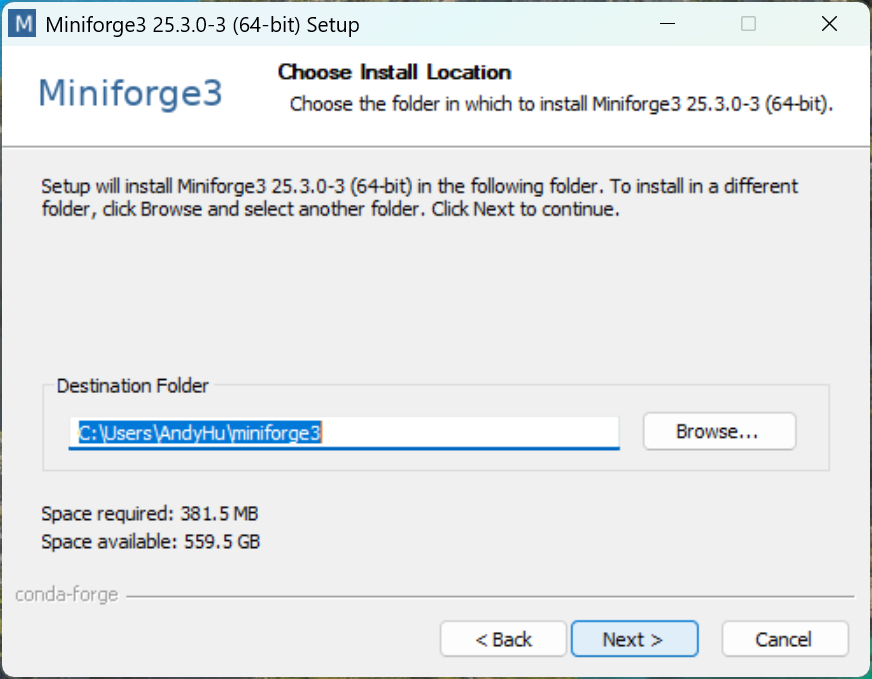 M Miniforge3 25.3.0-3 (64-bit) Setup
Miniforge3
Choose Install Location
Choose the folder in which to install Miniforge3 25.3.0-3 (64-bit).
Setup will install Miniforge3 25.3.0-3 (64-bit) in the following folder. To install in a different
folder, click Browse and select another folder. Click Next to continue.
Destination Folder
C:\Users\AndyHu\miniforge3
Browse...
Space required: 381.5 MB
Space available: 559.5 GB
conda-forge
< Back
Next >
Cancel